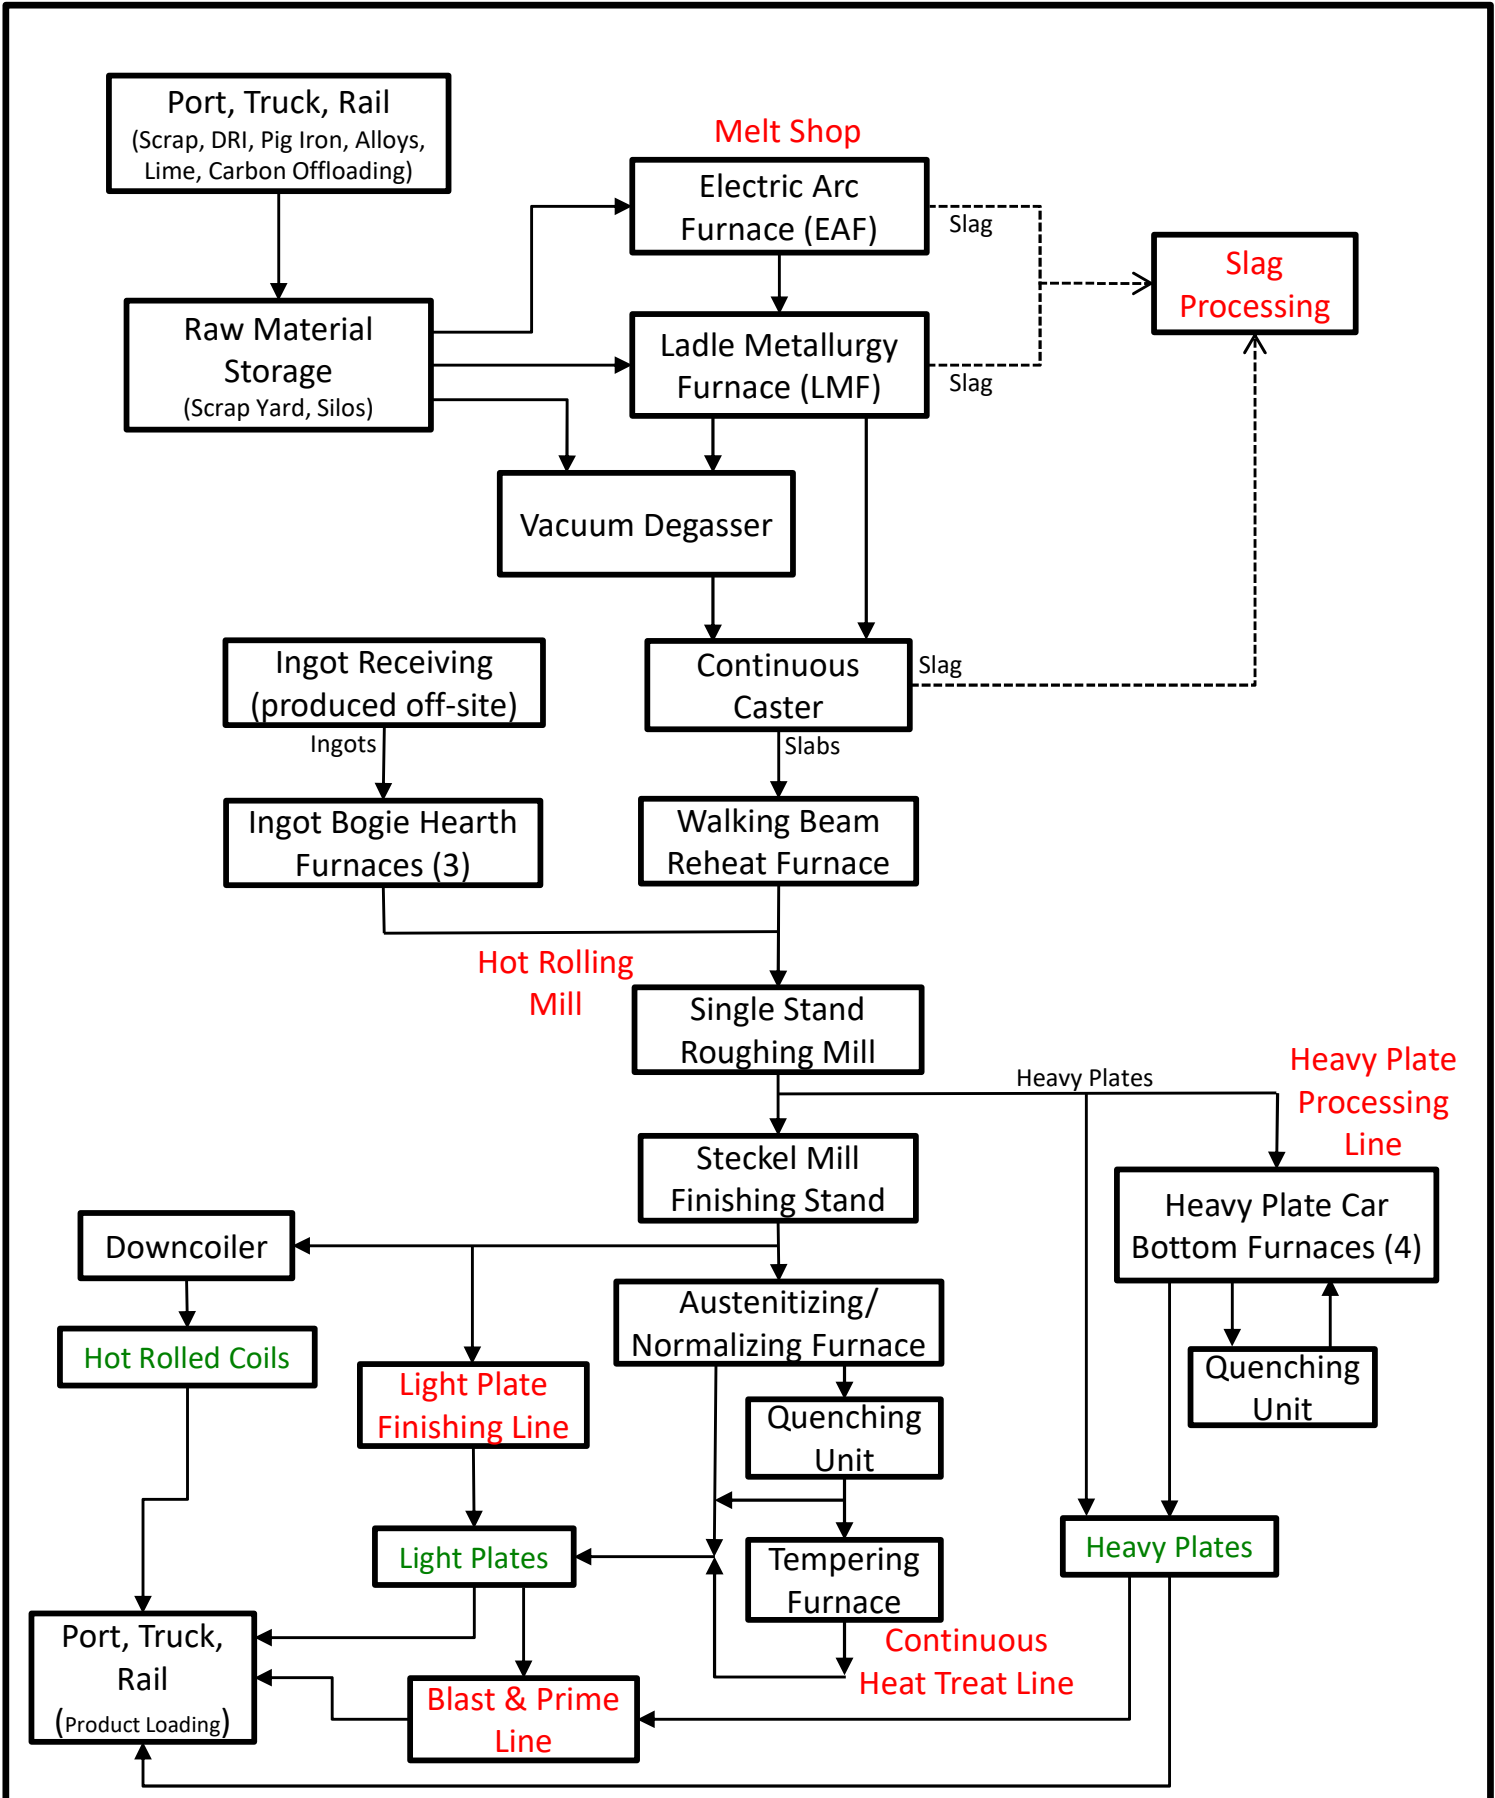 Port, Truck, Rail
(Scrap, DRI, Pig Iron, Alloys,
Lime, Carbon Offloading)
Melt Shop
Electric Arc
Furnace (EAF)
Slag
Slag
Processing
Raw Material
Storage
(Scrap Yard, Silos)
Ladle Metallurgy
Furnace (LMF)
Slag
Vacuum Degasser
Ingot Receiving
(produced off-site)
Ingots
Continuous
Caster
Slag
Slabs
Ingot Bogie Hearth
Furnaces (3)
Walking Beam
Reheat Furnace
Hot Rolling
Mill
Single Stand
Roughing Mill
Heavy Plates
Heavy Plate
Processing
Line
Steckel Mill
Finishing Stand
Heavy Plate Car
Bottom Furnaces (4)
Downcoiler
Austenitizing/
Normalizing Furnace
Hot Rolled Coils
Light Plate
Finishing Line
Quenching
Unit
Quenching
Unit
Light Plates
Tempering
Furnace
Heavy Plates
Port, Truck,
Rail
(Product Loading)
Continuous
Heat Treat Line
Blast & Prime
Line